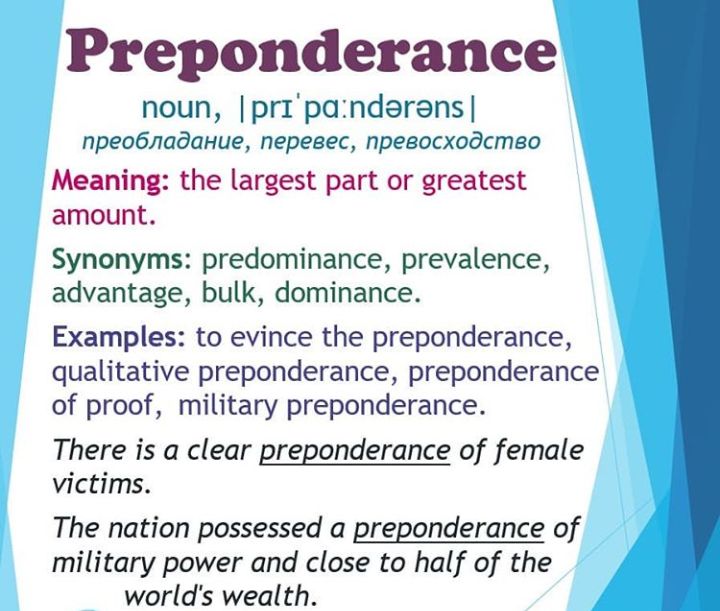 Preponderance
noun, |prɪˈpɑːndərəns|
преобладание, перевес, превосходство
Meaning: the largest part or greatest
amount.
Synonyms: predominance, prevalence,
advantage, bulk, dominance.
Examples: to evince the preponderance,
qualitative preponderance, preponderance
of proof, military preponderance.
There is a clear preponderance of female
victims.
The nation possessed a preponderance of
military power and close to half of the
world's wealth.